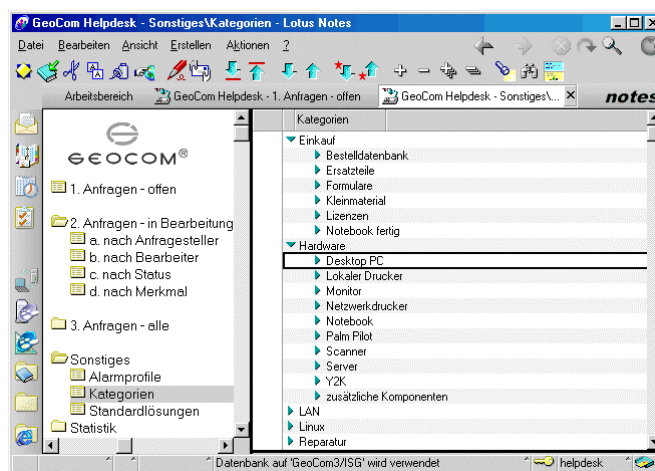 GeoCom Helpdesk - Sonstiges\Kategorien - Lotus Notes
Datei Bearbeiten Ansicht Erstellen Aktionen ?
Arbeitsbereich GeoCom Helpdesk - 1. Anfragen - offen GeoCom Helpdesk - Sonstiges\... notes
GEOCOM®
1. Anfragen - offen
2. Anfragen - in Bearbeitung
a. nach Anfragesteller
b. nach Bearbeiter
c. nach Status
d. nach Merkmal
3. Anfragen - alle
Sonstiges
Alarmprofile
Kategorien
Standardlösungen
Statistik
Kategorien
Einkauf
Bestelldatenbank
Ersatzteile
Formulare
Kleinmaterial
Lizenzen
Notebook fertig
Hardware
Desktop PC
Lokaler Drucker
Monitor
Netzwerkdrucker
Notebook
Palm Pilot
Scanner
Server
Y2K
zusätzliche Komponenten
LAN
Linux
Reparatur
Datenbank auf 'GeoCom3/ISG' wird verwendet helpdesk